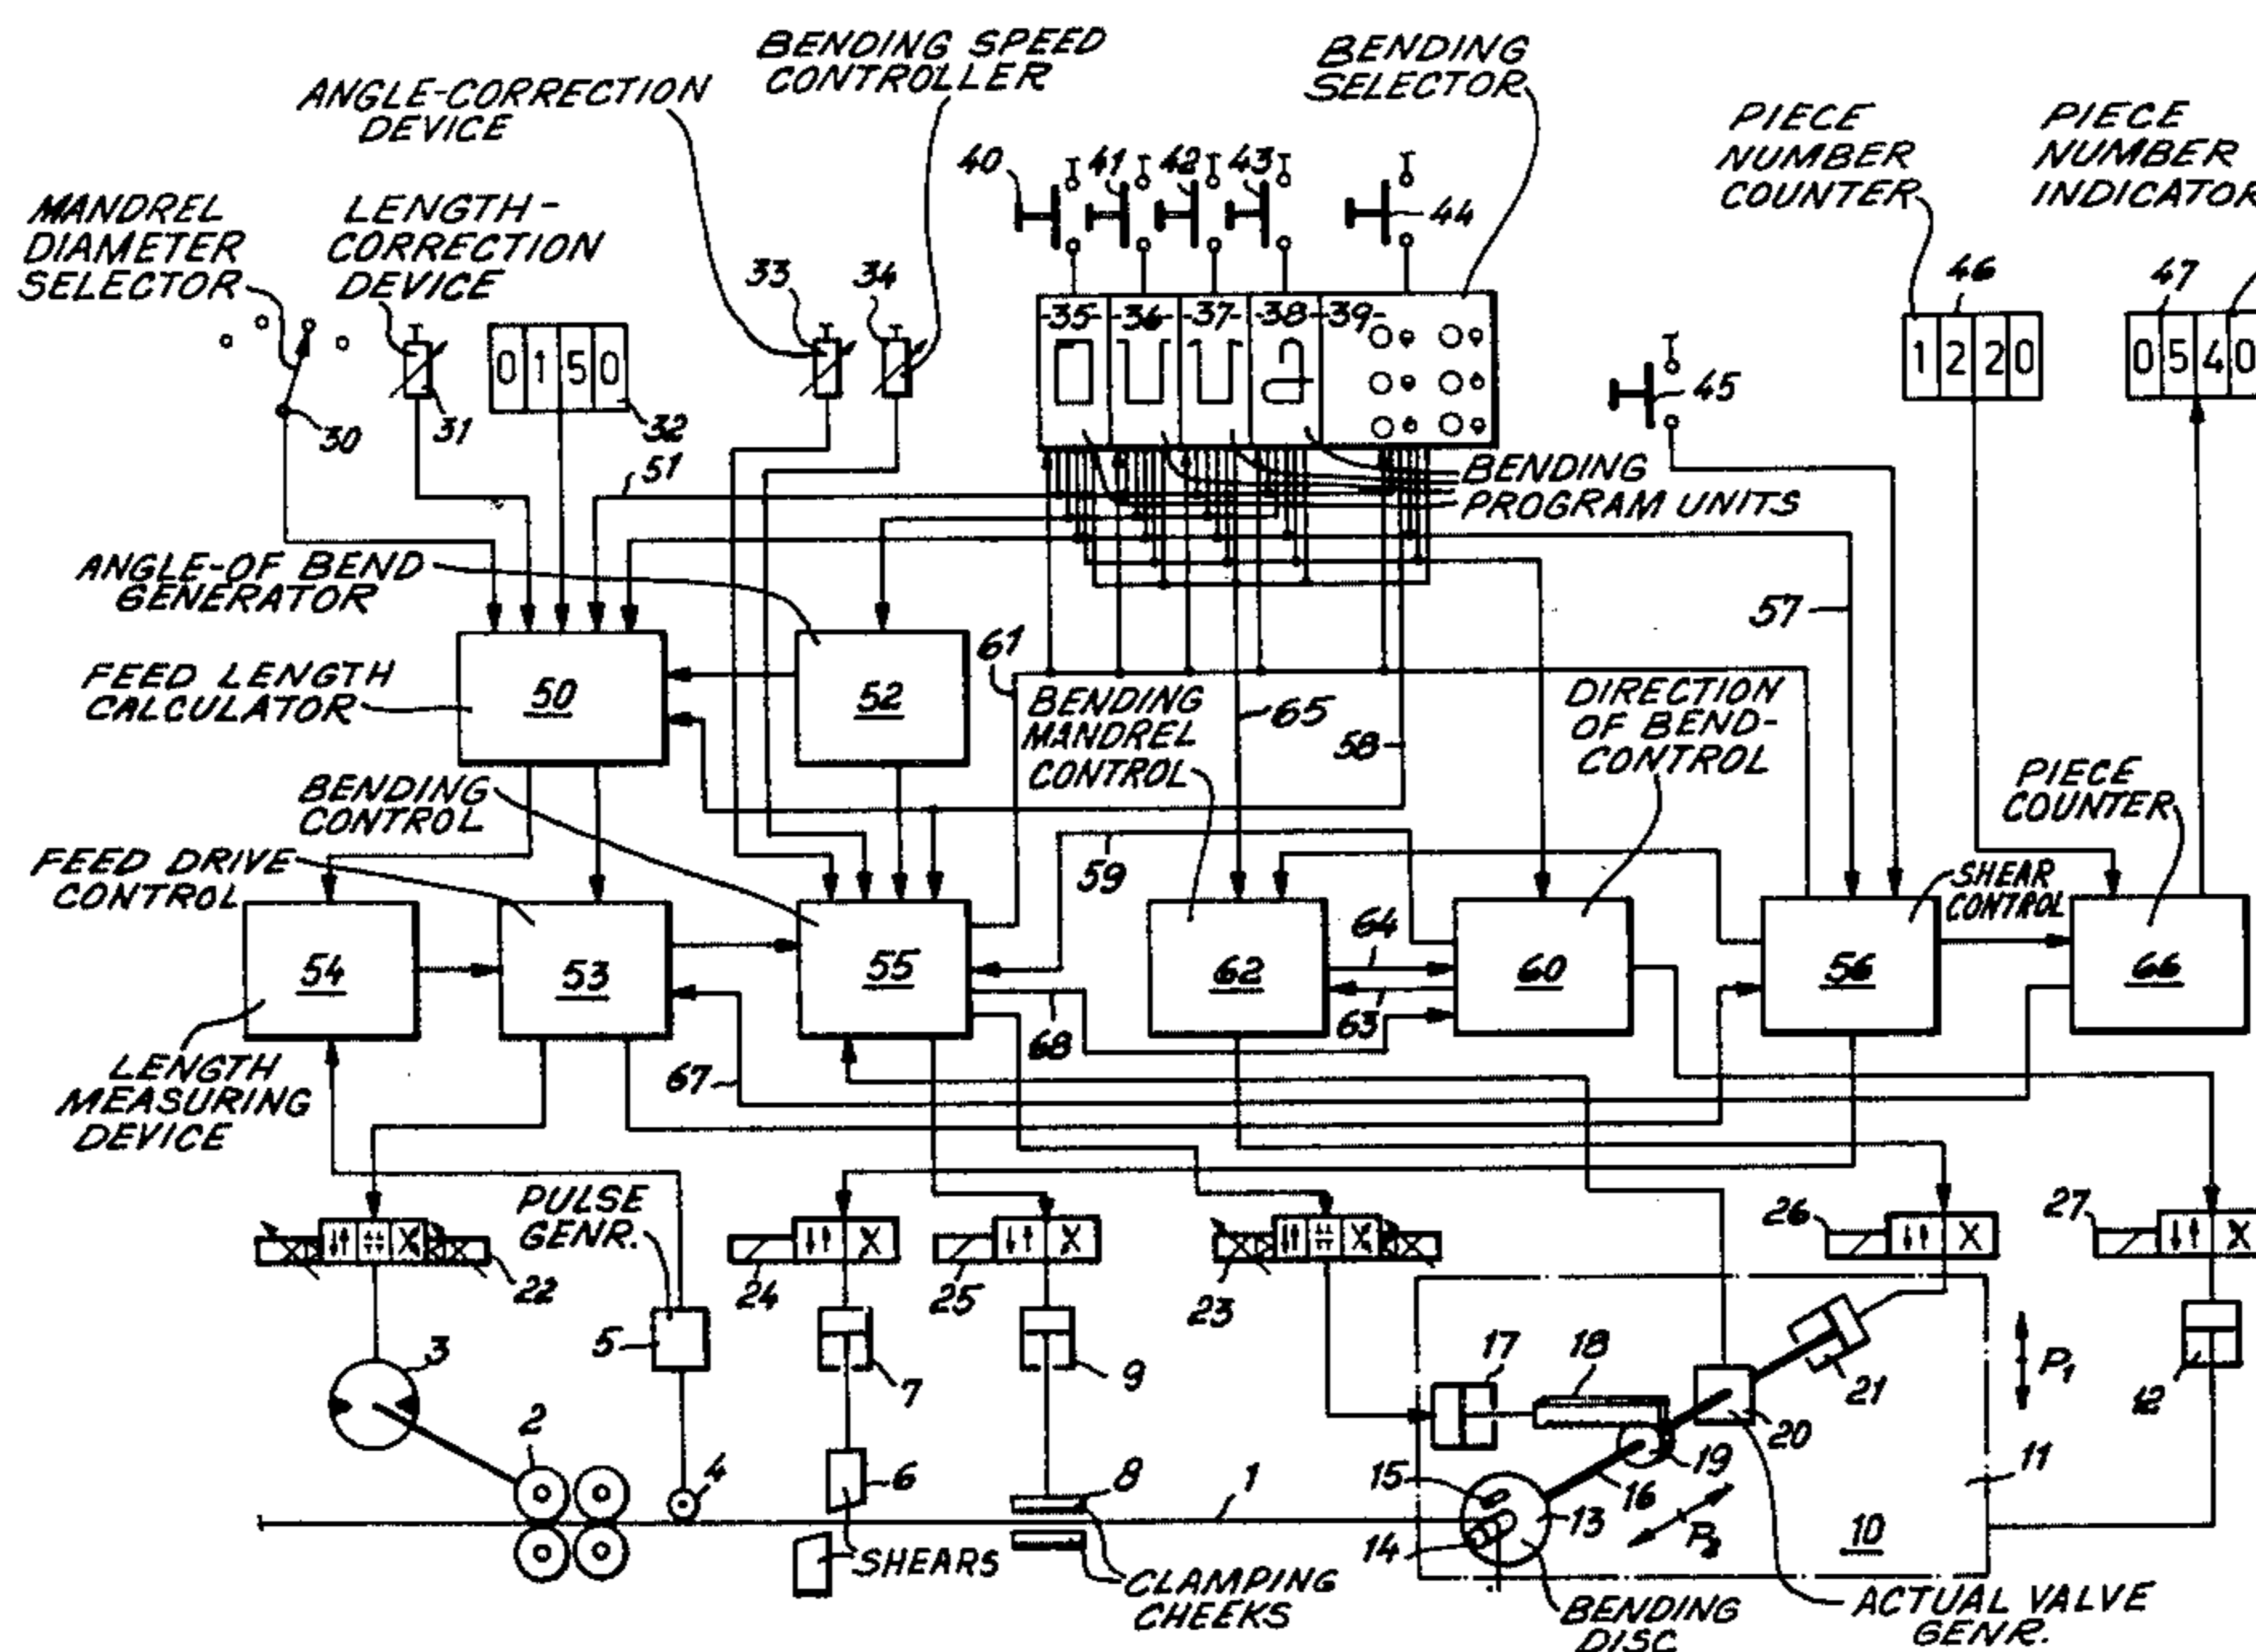 BENDING SPEED
CONTROLLER
BENDING
SELECTOR
ANGLE-CORRECTION
DEVICE
PIECE
NUMBER
COUNTER
PIECE
NUMBER
INDICATOR
MANDREL
DIAMETER
SELECTOR
LENGTH-
CORRECTION
DEVICE
40
41
42
43
44
33
34
46
47
35
36
37
38
39
0150
1220
0540
30
31
32
45
51
BENDING
PROGRAM UNITS
ANGLE-OF BEND
GENERATOR
57
61
FEED LENGTH
CALCULATOR
50
52
BENDING
MANDREL
CONTROL
65
58
DIRECTION
OF BEND-
CONTROL
BENDING
CONTROL
PIECE
COUNTER
FEED DRIVE
CONTROL
59
SHEAR
CONTROL
54
53
55
62
64
63
60
56
66
68
67
LENGTH
MEASURING
DEVICE
PULSE
GENR.
22
24
25
23
26
27
3
5
7
9
17
18
21
P1
12
2
4
6
8
1
15
16
19
20
11
14
13
P2
10
SHEARS
CLAMPING
CHEEKS
BENDING
DISC
ACTUAL VALVE
GENR.